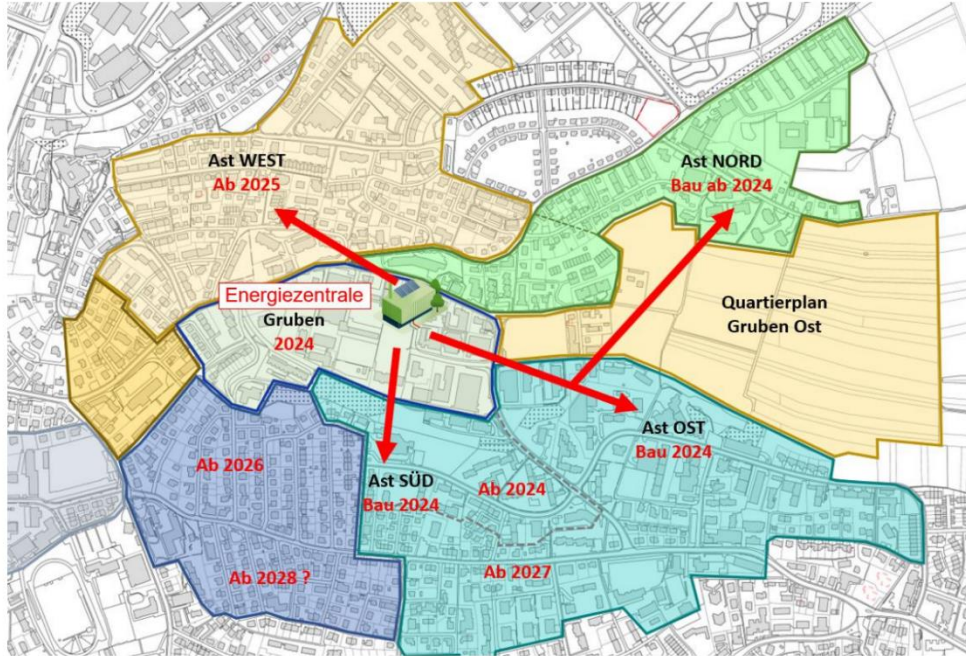 Ast WEST
Ab 2025
Ast NORD
Bau ab 2024
Energiezentrale
Gruben
2024
Quartierplan
Gruben Ost
Ast OST
Bau 2024
Ab 2026
Ast SÜD
Bau 2024
Ab 2024
Ab 2028 ?
Ab 2027